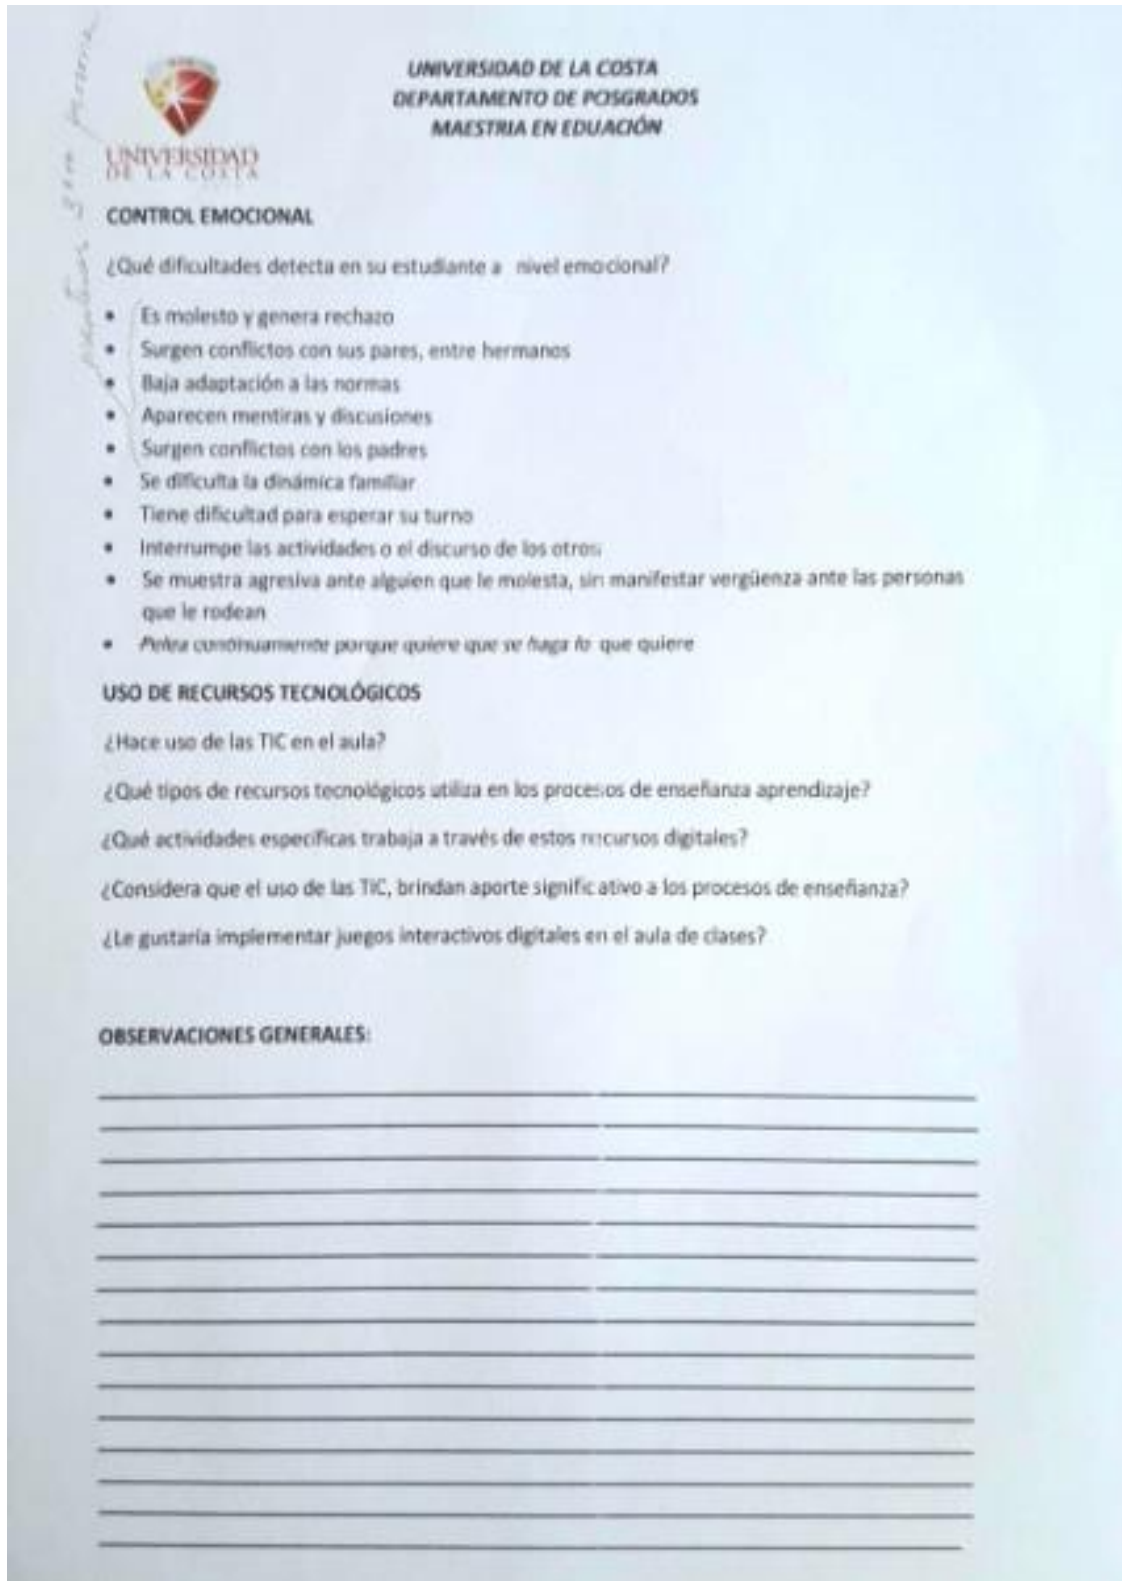 UNIVERSIDAD DE LA COSTA
DEPARTAMENTO DE POSGRADOS
MAESTRIA EN EDUACIÓN
UNIVERSIDAD
DE LA COSTA
CONTROL EMOCIONAL
¿Qué dificultades detecta en su estudiante a nivel emocional?
• Es molesto y genera rechazo
• Surgen conflictos con sus pares, entre hermanos
• Baja adaptación a las normas
• Aparecen mentiras y discusiones
• Surgen conflictos con los padres
• Se dificulta la dinámica familiar
• Tiene dificultad para esperar su turno
• Interrumpe las actividades o el discurso de los otros
• Se muestra agresiva ante alguien que le molesta, sin manifestar vergüenza ante las personas
que le rodean
• Pelea continuamente porque quiere que se haga lo que quiere
USO DE RECURSOS TECNOLÓGICOS
¿Hace uso de las TIC en el aula?
¿Qué tipos de recursos tecnológicos utiliza en los procesos de enseñanza aprendizaje?
¿Qué actividades específicas trabaja a través de estos recursos digitales?
¿Considera que el uso de las TIC, brindan aporte significativo a los procesos de enseñanza?
¿Le gustaría implementar juegos interactivos digitales en el aula de clases?
OBSERVACIONES GENERALES: